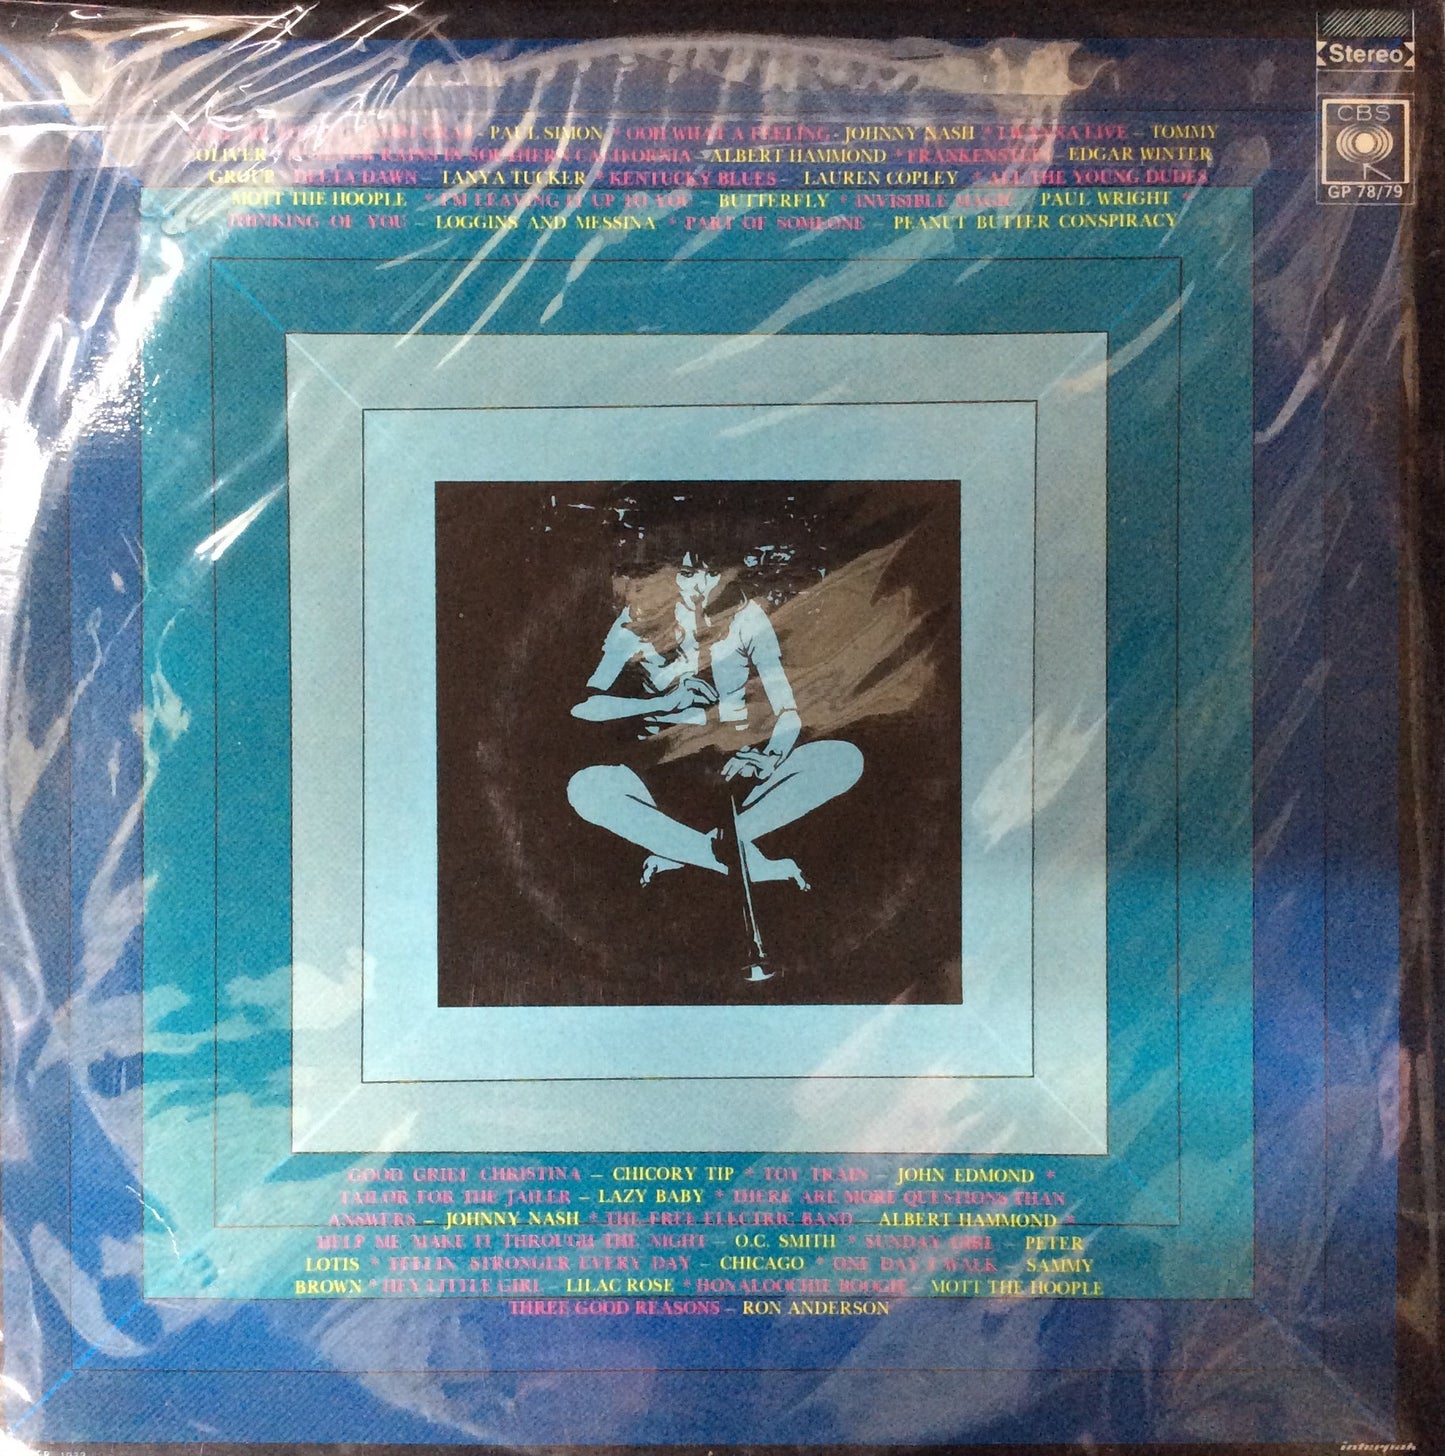 Stereo
CBS
GP 78/79
- PAUL SIMON * OOH WHAT A FEELING - JOHNNY NASH * I WANNA LIVE - TOMMY
OLIVER * RAINS IN SOUTHERN CALIFORNIA - ALBERT HAMMOND * FRANKENSTEIN - EDGAR WINTER
GROUP * DELTA DAWN - TANYA TUCKER * KENTUCKY BLUES - LAUREN COPLEY * ALL THE YOUNG DUDES
MOTT THE HOOPLE * I'M LEAVING IT UP TO YOU - BUTTERFLY * INVISIBLE MAGIC - PAUL WRIGHT *
THINKING OF YOU - LOGGINS AND MESSINA * PART OF SOMEONE - PEANUT BUTTER CONSPIRACY
GOOD GRIEF CHRISTINA - CHICORY TIP * TOY TRAIN - JOHN EDMOND *
TAILOR FOR THE JAILER - LAZY BABY * THERE ARE MORE QUESTIONS THAN
ANSWERS - JOHNNY NASH * THE FREE ELECTRIC BAND - ALBERT HAMMOND *
HELP ME MAKE IT THROUGH THE NIGHT - O.C. SMITH * SUNDAY GIRL - PETER
LOTIS * FEELIN' STRONGER EVERY DAY - CHICAGO * ONE DAY I WALK - SAMMY
BROWN * HEY LITTLE GIRL - LILAC ROSE * HONALOOCHIE BOOGIE - MOTT THE HOOPLE
THREE GOOD REASONS - RON ANDERSON
interpak